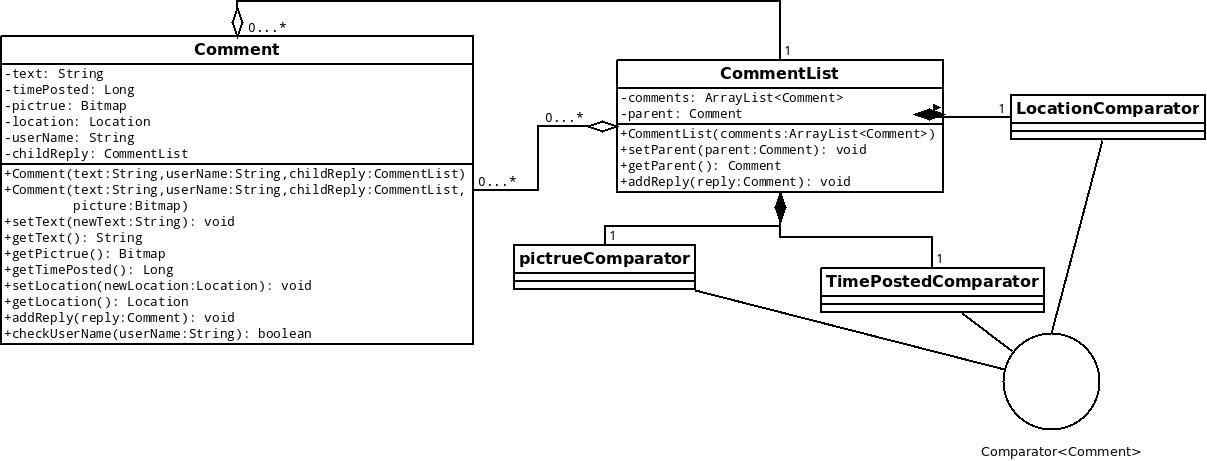 0...*
Comment
-text: String
-timePosted: Long
-pictrue: Bitmap
-location: Location
-userName: String
-childReply: CommentList
+Comment(text:String,userName:String,childReply:CommentList)
+Comment(text:String,userName:String,childReply:CommentList,
picture:Bitmap)
+setText(newText:String): void
+getText(): String
+getPictrue(): Bitmap
+getTimePosted(): Long
+setLocation(newLocation:Location): void
+getLocation(): Location
+addReply(reply:Comment): void
+checkUserName(userName:String): boolean
0...*
0...*
1
CommentList
-comments: ArrayList<Comment>
-parent: Comment
+CommentList(comments:ArrayList<Comment>)
+setParent(parent:Comment): void
+getParent(): Comment
+addReply(reply:Comment): void
1
LocationComparator
1
pictrueComparator
1
TimePostedComparator
Comparator<Comment>